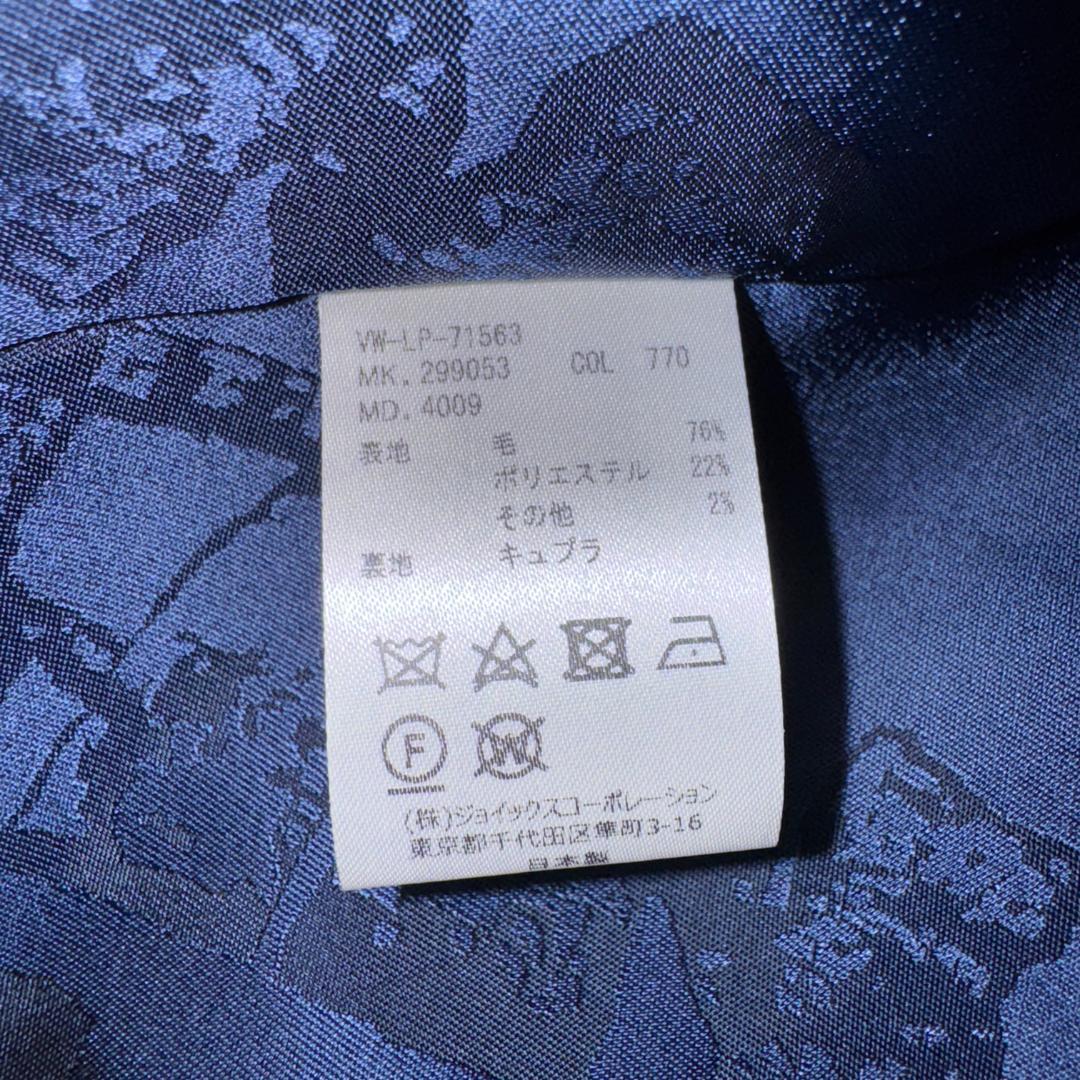 VW-LP-71563
MK. 299053 COL 770
MD. 4009
表地 毛 76%
ポリエステル 22%
その他 2%
裏地 キュプラ
F W
(株)ジョイックスコーポレーション
東京都千代田区隼町3-16
日本製